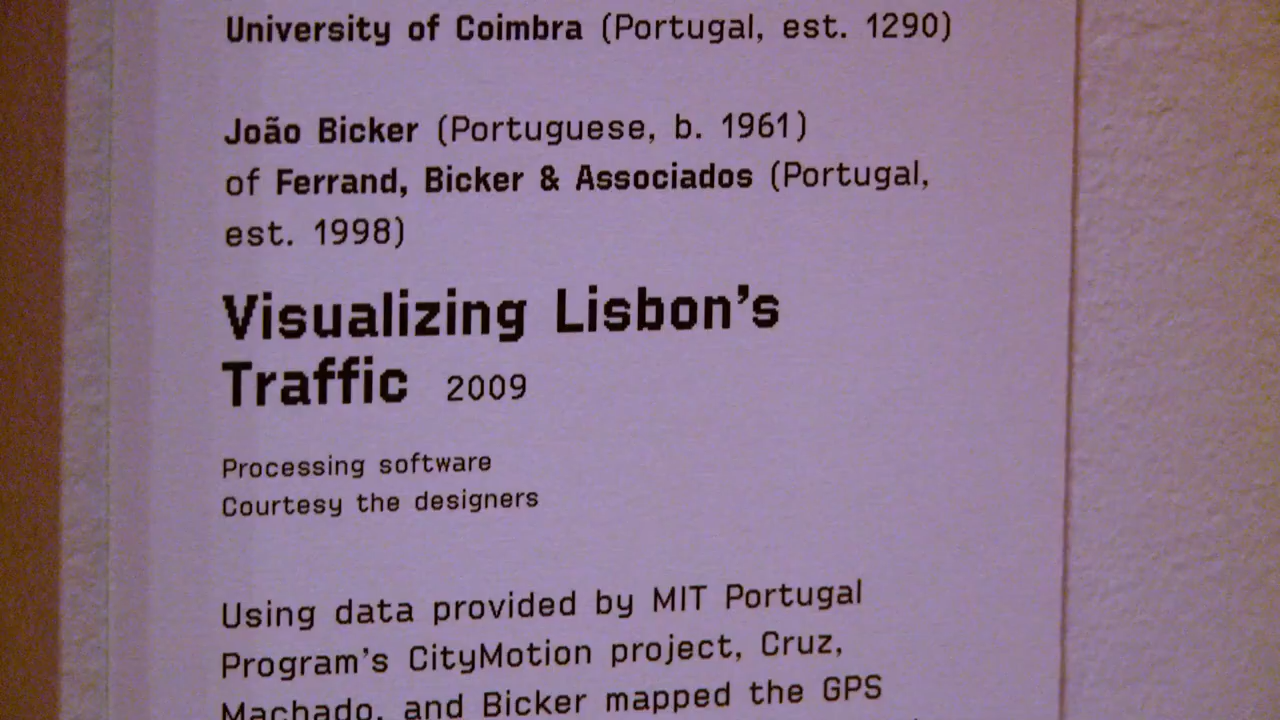 University of Coimbra (Portugal, est. 1290)
João Bicker (Portuguese, b. 1961)
of Ferrand, Bicker & Associados (Portugal,
est. 1998)
Visualizing Lisbon's
Traffic 2009
Processing software
Courtesy the designers
Using data provided by MIT Portugal
Program's CityMotion project, Cruz,
Machado, and Bicker mapped the GPS